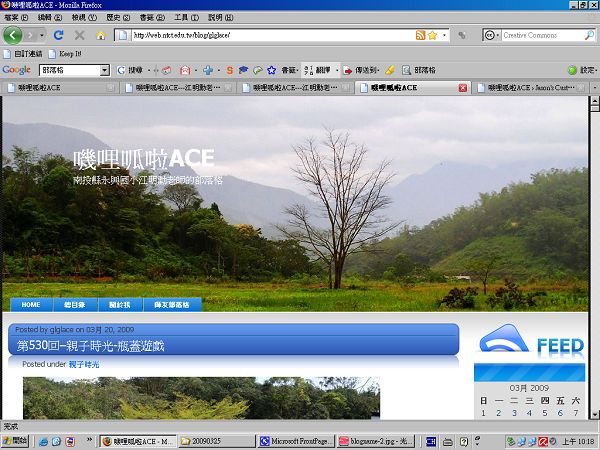 嘰哩呱啦ACE - Mozilla Firefox
檔案(F) 編輯(E) 檢視(V) 歷史(S) 書籤(B) 工具(T) 說明(H)
http://web.ntct.edu.tw/blog/glglace/
Creative Commons
自訂連結 Keep It!
Google 部落格 搜尋 書籤 翻譯 傳送到 部落格 設定
嘰哩呱啦ACE 嘰哩呱啦ACE---江明勳老… 嘰哩呱啦ACE---江明勳老… 嘰哩呱啦ACE 嘰哩呱啦ACE › Jason's Cust…
嘰哩呱啦ACE
南投縣永興國小江明勳老師的部落格
HOME 總目錄 關於我 師友部落格
Posted by glglace on 03月 20, 2009
第530回–親子時光-瓶蓋遊戲
Posted under 親子時光
FEED
03月 2009
日 一 二 三 四 五 六
1 2 3 4 5 6 7
完成
開始 嘰哩呱啦ACE - M... 20090325 Microsoft FrontPage... blogname-2.jpg - 光... 上午 10:18